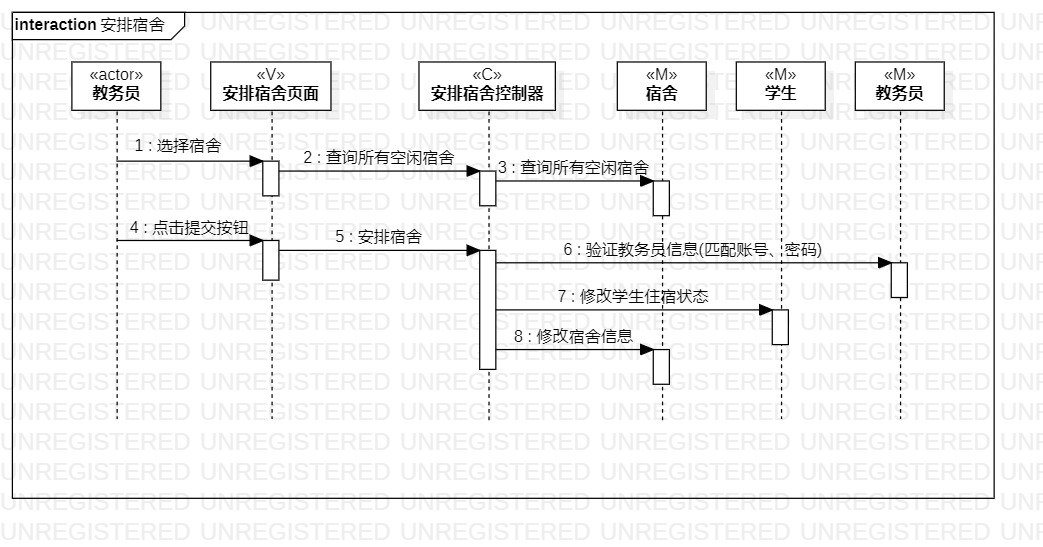 interaction 安排宿舍
«actor»
教务员
«V»
安排宿舍页面
«C»
安排宿舍控制器
«M»
宿舍
«M»
学生
«M»
教务员
1 : 选择宿舍
2 : 查询所有空闲宿舍
3 : 查询所有空闲宿舍
4 : 点击提交按钮
5 : 安排宿舍
6 : 验证教务员信息(匹配账号、密码)
7 : 修改学生住宿状态
8 : 修改宿舍信息
UNREGISTERED